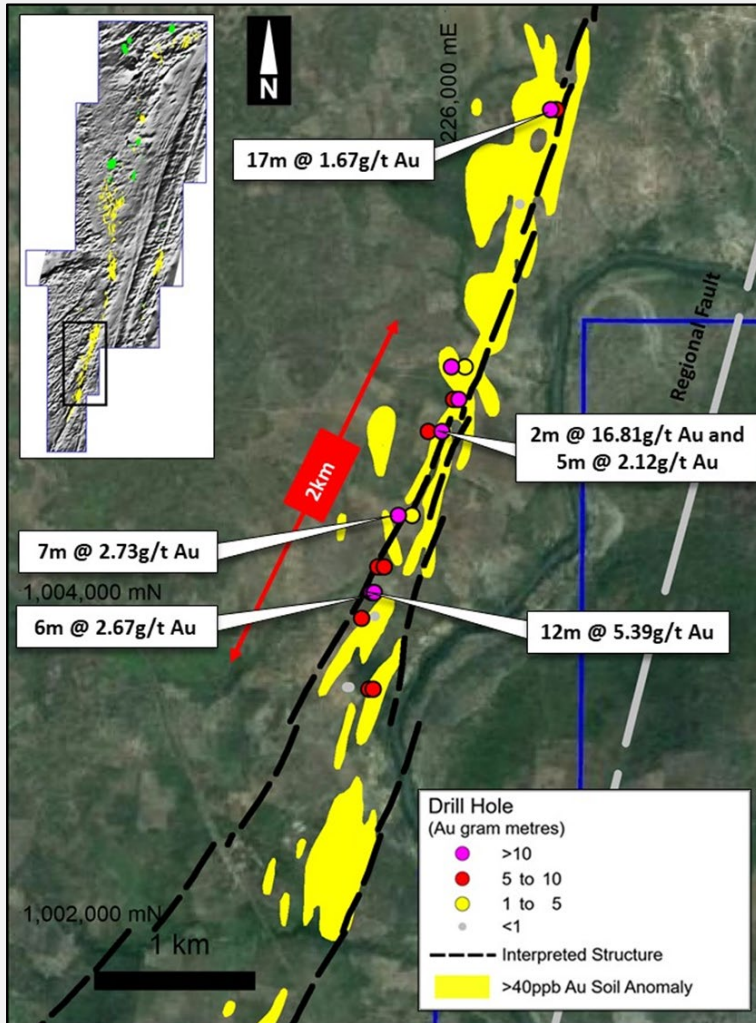 N
226,000 mE
17m @ 1.67g/t Au
Regional Fault
2km
2m @ 16.81g/t Au and
5m @ 2.12g/t Au
7m @ 2.73g/t Au
1,004,000 mN
6m @ 2.67g/t Au
12m @ 5.39g/t Au
Drill Hole
(Au gram metres)
>10
5 to 10
1 to 5
<1
Interpreted Structure
>40ppb Au Soil Anomaly
1,002,000 mN
1 km